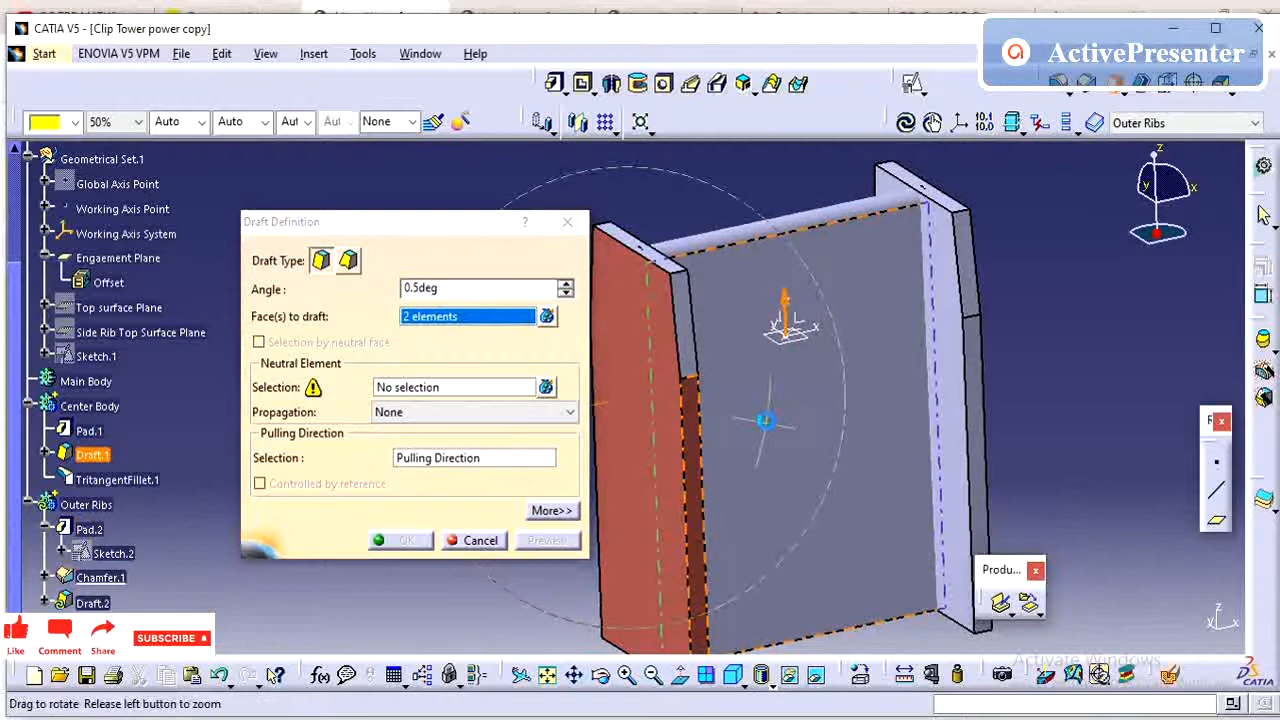 CATIA V5 - [Clip Tower power copy]
ActivePresenter
Start ENOVIA V5 VPM File Edit View Insert Tools Window Help
50% Auto Auto Aut Aut None Outer Ribs
Geometrical Set.1
Global Axis Point
Working Axis Point
Working Axis System
Engaement Plane
Offset
Top surface Plane
Side Rib Top Surface Plane
Sketch.1
Main Body
Center Body
Pad.1
Draft.1
TritangentFillet.1
Outer Ribs
Pad.2
Sketch.2
Chamfer.1
Draft.2
Draft Definition ? ×
Draft Type:
Angle : 0.5deg
Face(s) to draft: 2 elements
Selection by neutral face
Neutral Element
Selection: No selection
Propagation: None
Pulling Direction
Selection : Pulling Direction
Controlled by reference
More>>
OK Cancel Preview
z
y x
y x
Produ... x
x
z
y x
Like Comment Share SUBSCRIBE
Activate Windows
CATIA
Drag to rotate Release left button to zoom